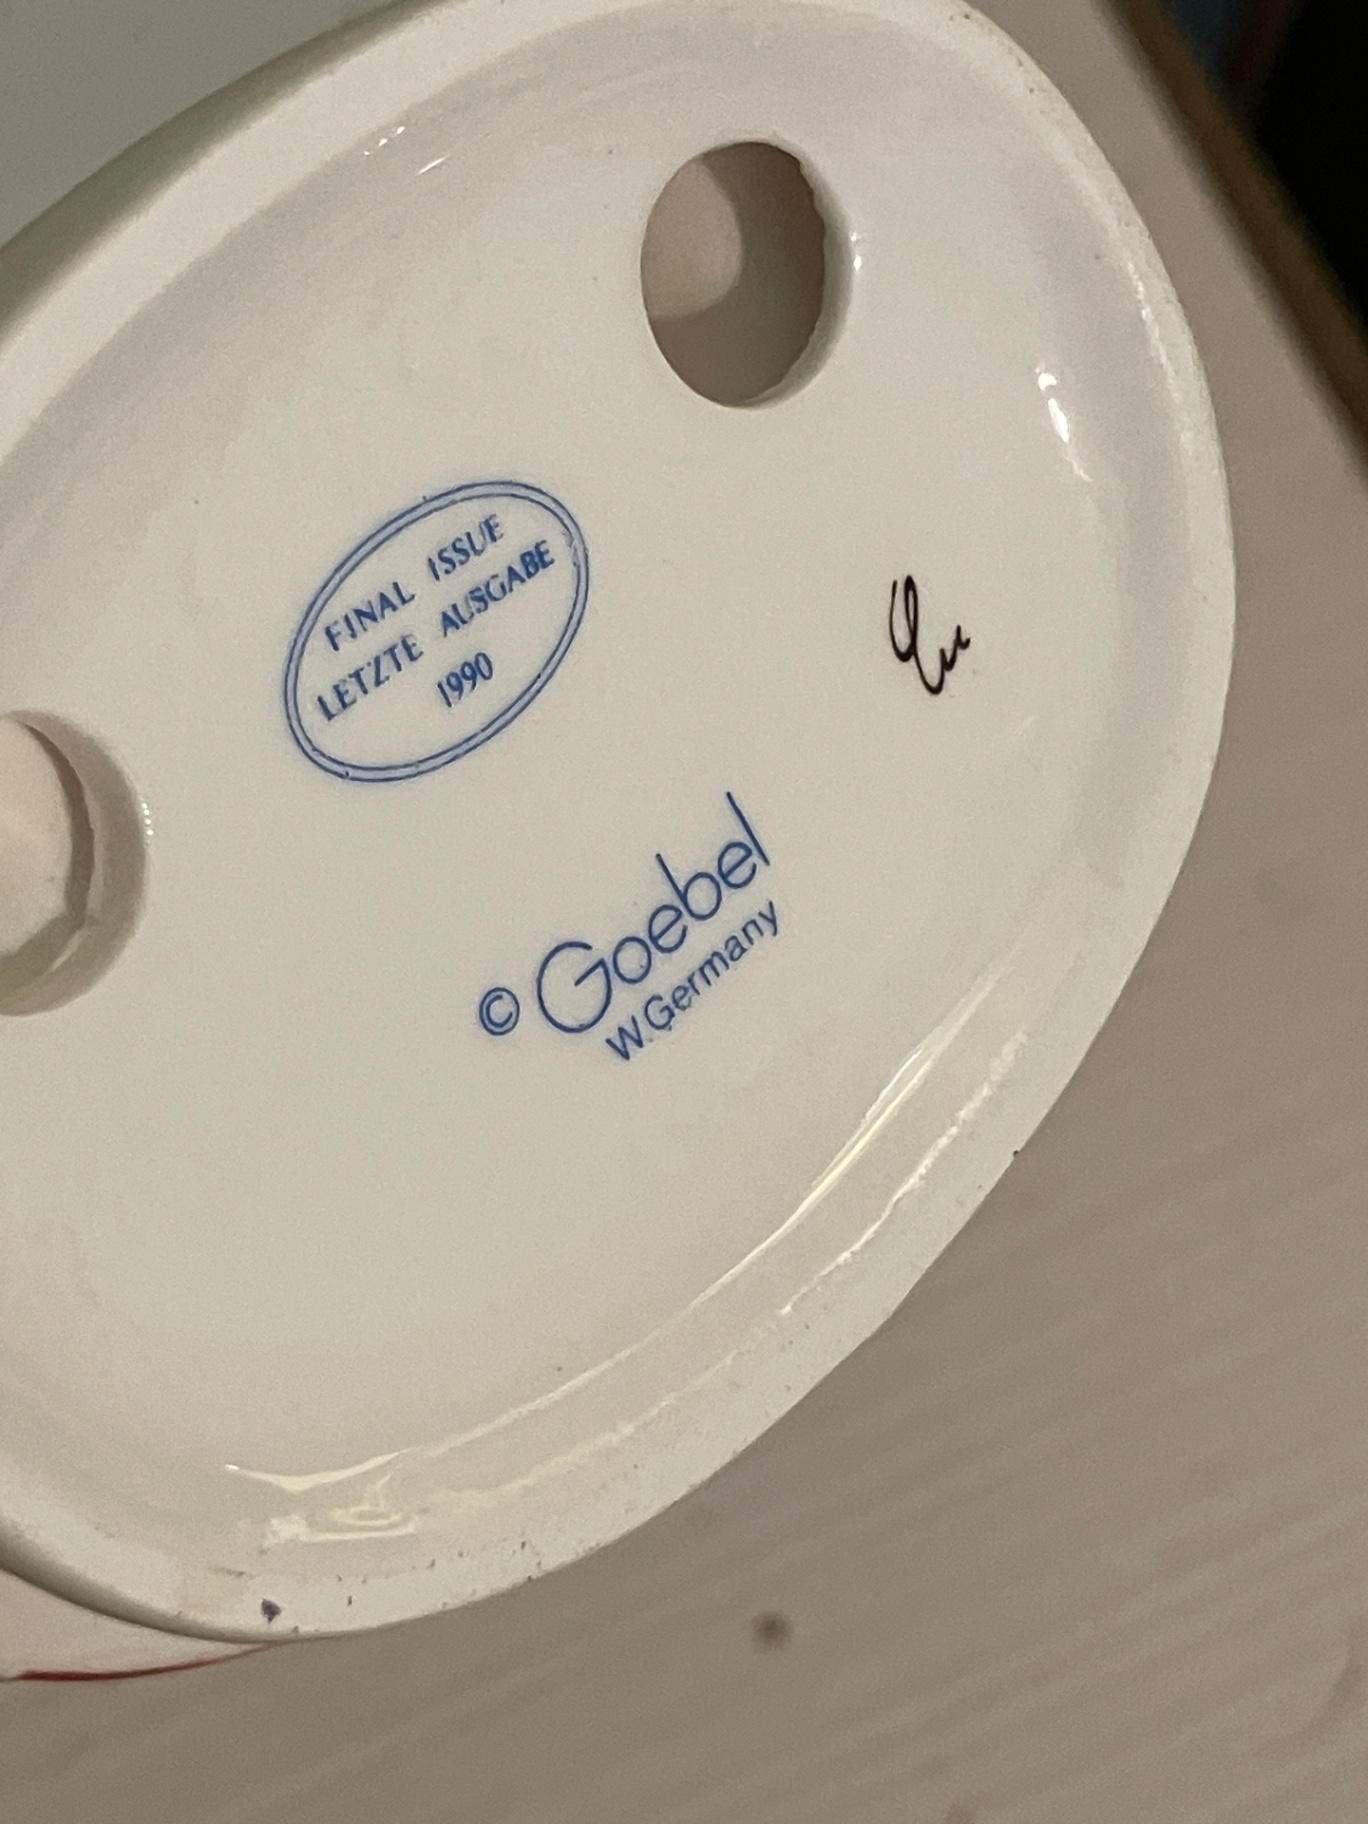 FINAL ISSUE
LETZTE AUSGABE
1990
© Goebel
W.Germany